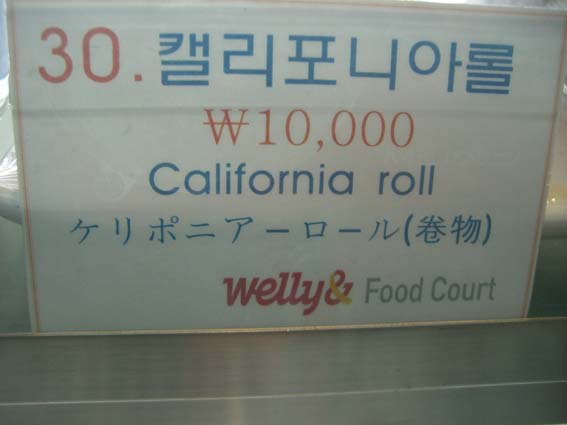 30. 캘리포니아롤
₩10,000
California roll
ケリポニアーロール(巻物)
welly& Food Court